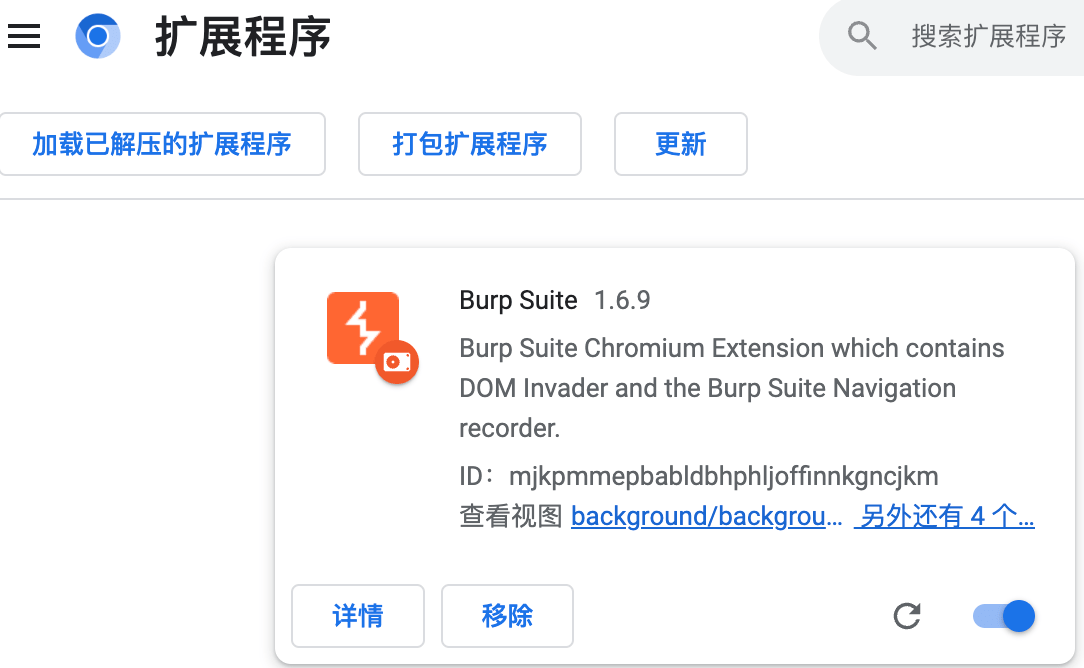 扩展程序
搜索扩展程序
加载已解压的扩展程序
打包扩展程序
更新
Burp Suite 1.6.9
Burp Suite Chromium Extension which contains
DOM Invader and the Burp Suite Navigation
recorder.
ID：mjkpmmepbabldbhphljoffinnkgncjkm
查看视图 background/backgrou… 另外还有 4 个…
详情
移除